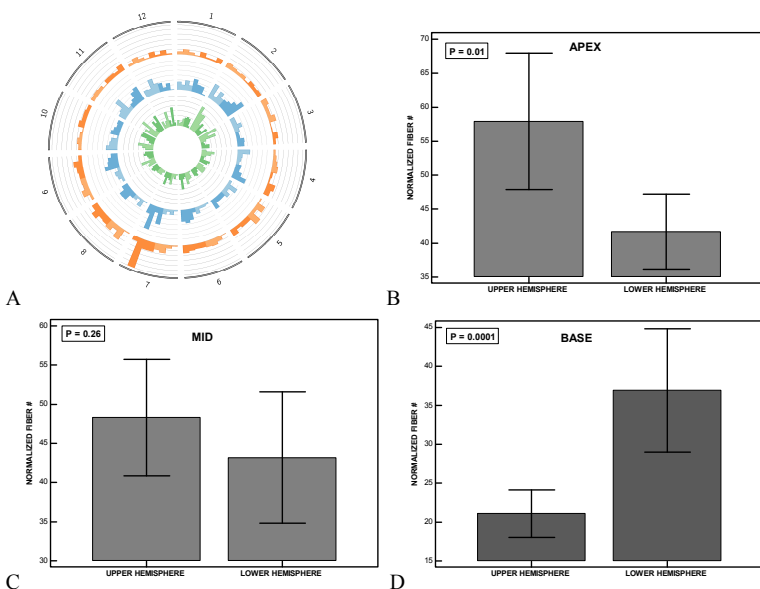 A
12
1
2
3
4
5
6
7
8
9
10
11
B
P = 0.01
APEX
NORMALIZED FIBER #
70
65
60
55
50
45
40
35
UPPER HEMISPHERE
LOWER HEMISPHERE
C
P = 0.26
MID
NORMALIZED FIBER #
60
55
50
45
40
35
30
UPPER HEMISPHERE
LOWER HEMISPHERE
D
P = 0.0001
BASE
NORMALIZED FIBER #
45
40
35
30
25
20
15
UPPER HEMISPHERE
LOWER HEMISPHERE